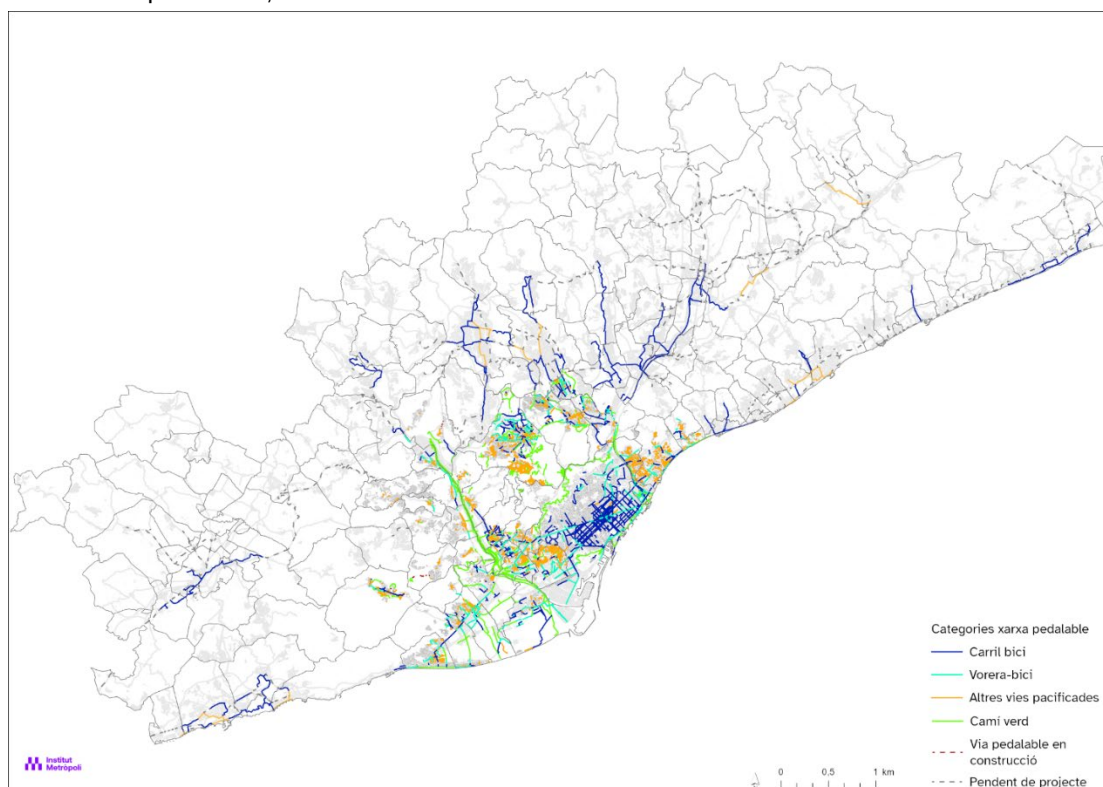 Categories xarxa pedalable
Carril bici
Vorera-bici
Altres vies pacificades
Camí verd
Via pedalable en
construcció
Pendent de projecte
Institut
Metròpoli
0 0,5 1 km